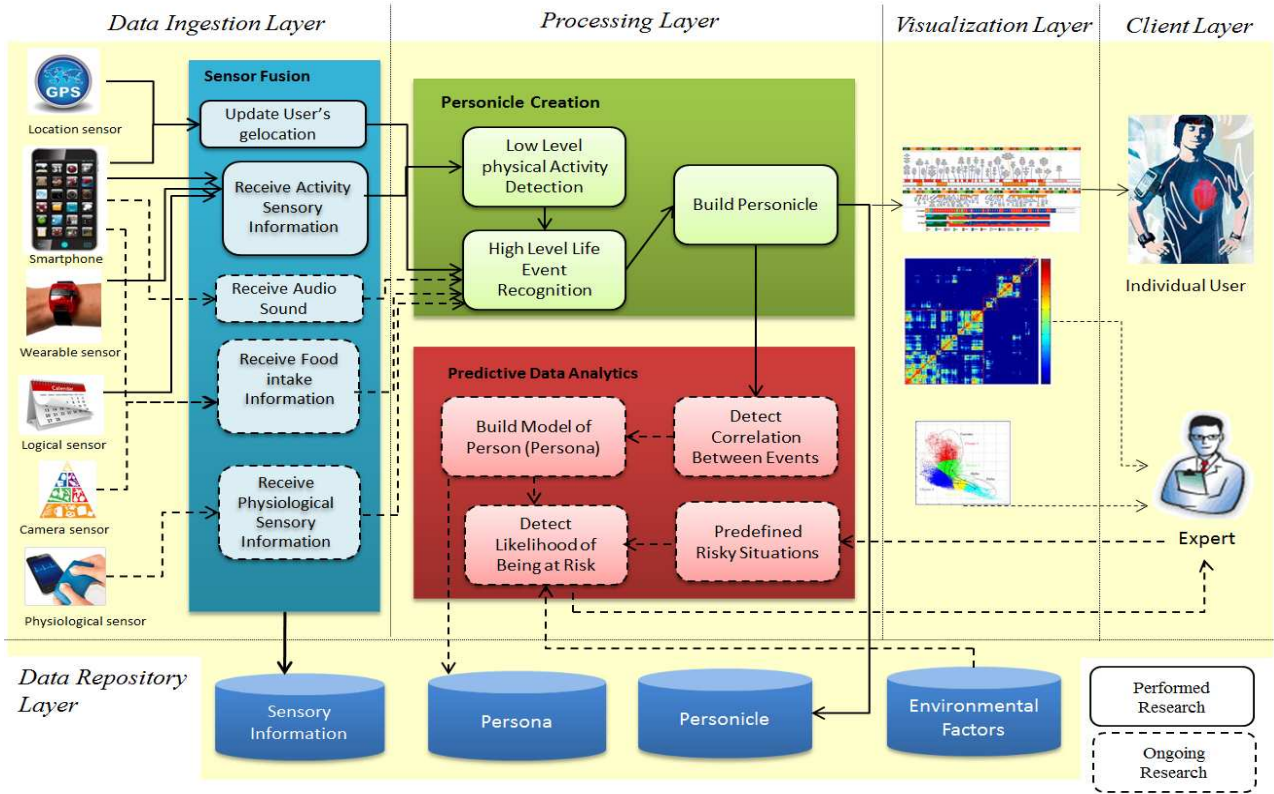 Data Ingestion Layer
Processing Layer
Visualization Layer
Client Layer
GPS
Location sensor
Smartphone
Wearable sensor
Calendar
Logical sensor
Camera sensor
Physiological sensor
Sensor Fusion
Update User's
gelocation
Receive Activity
Sensory
Information
Receive Audio
Sound
Receive Food
intake
Information
Receive
Physiological
Sensory
Information
Personicle Creation
Low Level
physical Activity
Detection
High Level Life
Event
Recognition
Build Personicle
Predictive Data Analytics
Build Model of
Person (Persona)
Detect
Correlation
Between Events
Detect
Likelihood of
Being at Risk
Predefined
Risky Situations
Individual User
Expert
Data Repository
Layer
Sensory
Information
Persona
Personicle
Environmental
Factors
Performed
Research
Ongoing
Research